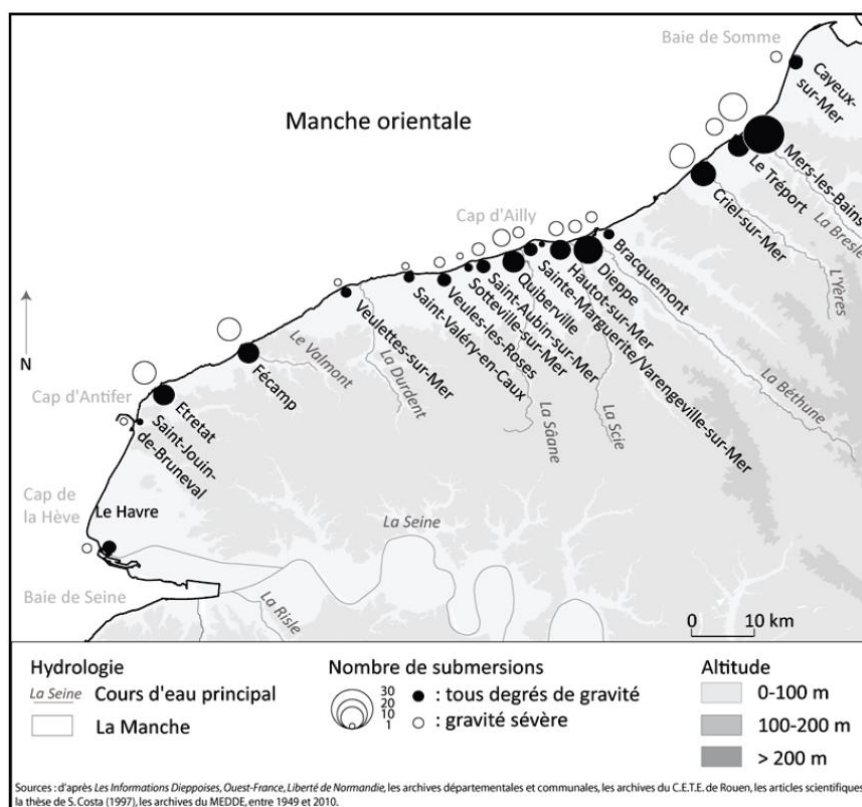 Baie de Somme
Manche orientale
Cayeux-
sur-Mer
Mers-les-Bains
Le Tréport
La Bresle
Criel-sur-Mer
L'Yères
Cap d'Ailly
Bracquemont
Dieppe
Hautot-sur-Mer
Sainte-Marguerite/Varengeville-sur-Mer
Quiberville
Saint-Aubin-sur-Mer
Sotteville-sur-Mer
Veules-les-Roses
Saint-Valéry-en-Caux
Veulettes-sur-Mer
La Béthune
La Scie
La Sâane
La Durdent
Le Valmont
Fécamp
N
Cap d'Antifer
Etretat
Saint-Jouin-
de-Bruneval
Cap de
la Hève
Le Havre
La Seine
Baie de Seine
La Risle
0 10 km
Hydrologie
La Seine Cours d'eau principal
La Manche
Nombre de submersions
30
20
10
1
: tous degrés de gravité
: gravité sévère
Altitude
0-100 m
100-200 m
> 200 m
Sources : d'après Les Informations Dieppoises, Ouest-France, Liberté de Normandie, les archives départementales et communales, les archives du C.E.T.E. de Rouen, les articles scientifique
la thèse de S. Costa (1997), les archives du MEDDE, entre 1949 et 2010.